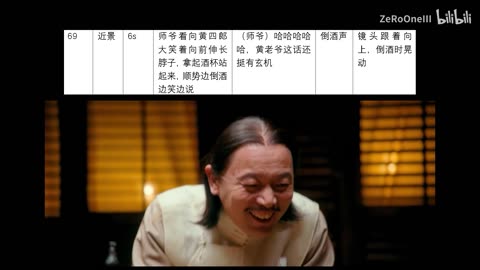 ZeRoOneIII bilibili
69 近景 6s 师爷看向黄四郎 (师爷) 哈哈哈哈 倒酒声 镜头跟着向
大笑着向前伸长 哈，黄老爷这话还 上，倒酒时晃
脖子，拿起酒杯站 挺有玄机 动
起来，顺势边倒酒
边笑边说